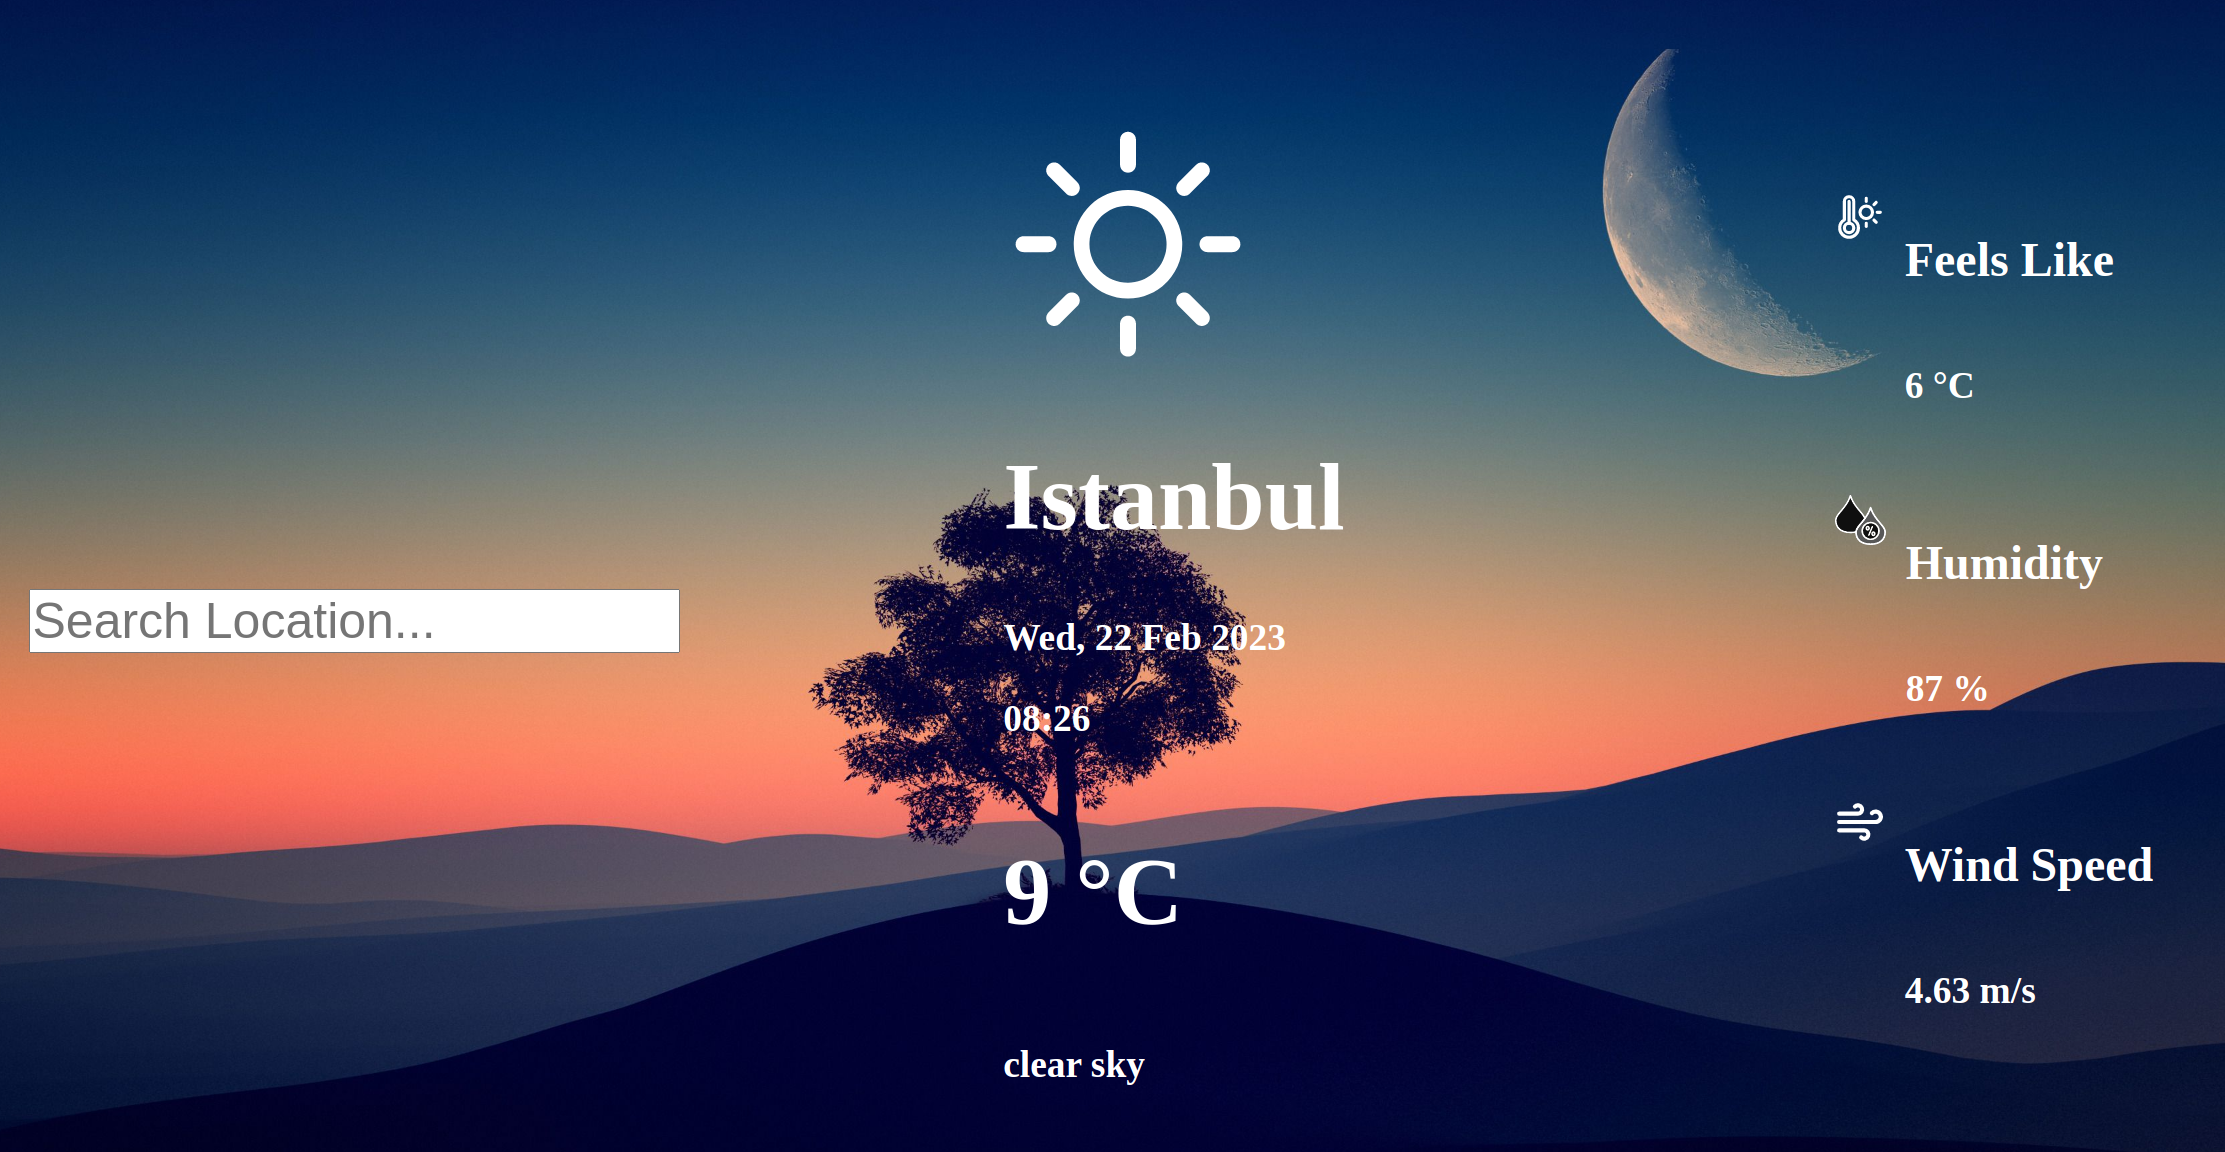 Search Location...
Istanbul
Wed, 22 Feb 2023
08:26
9 °C
clear sky
Feels Like
6 °C
%
Humidity
87 %
Wind Speed
4.63 m/s